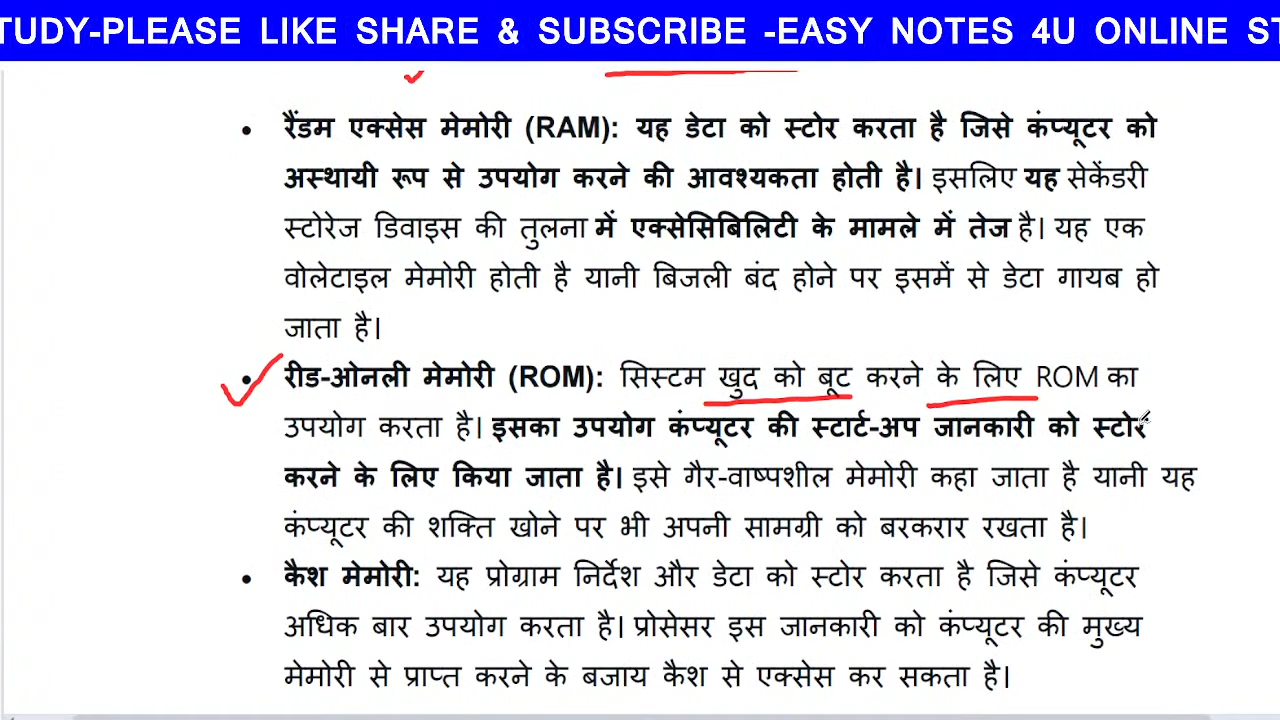 TUDY-PLEASE LIKE SHARE & SUBSCRIBE -EASY NOTES 4U ONLINE ST
रैंडम एक्सेस मेमोरी (RAM): यह डेटा को स्टोर करता है जिसे कंप्यूटर को
अस्थायी रूप से उपयोग करने की आवश्यकता होती है। इसलिए यह सेकेंडरी
स्टोरेज डिवाइस की तुलना में एक्सेसिबिलिटी के मामले में तेज है। यह एक
वोलेटाइल मेमोरी होती है यानी बिजली बंद होने पर इसमें से डेटा गायब हो
जाता है।
रीड-ओनली मेमोरी (ROM): सिस्टम खुद को बूट करने के लिए ROM का
उपयोग करता है। इसका उपयोग कंप्यूटर की स्टार्ट-अप जानकारी को स्टोर
करने के लिए किया जाता है। इसे गैर-वाष्पशील मेमोरी कहा जाता है यानी यह
कंप्यूटर की शक्ति खोने पर भी अपनी सामग्री को बरकरार रखता है।
कैश मेमोरी: यह प्रोग्राम निर्देश और डेटा को स्टोर करता है जिसे कंप्यूटर
अधिक बार उपयोग करता है। प्रोसेसर इस जानकारी को कंप्यूटर की मुख्य
मेमोरी से प्राप्त करने के बजाय कैश से एक्सेस कर सकता है।